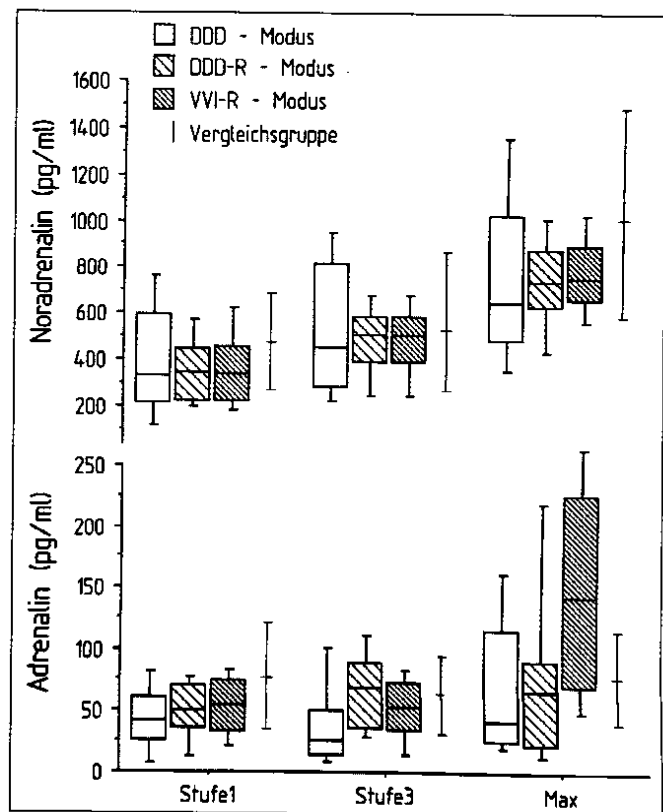 DDD - Modus
DDD-R - Modus
VVI-R - Modus
Vergleichsgruppe
Noradrenalin (pg/ml)
1600
1400
1200
1000
800
600
400
200
Adrenalin (pg/ml)
250
200
150
100
50
0
Stufe1 Stufe3 Max